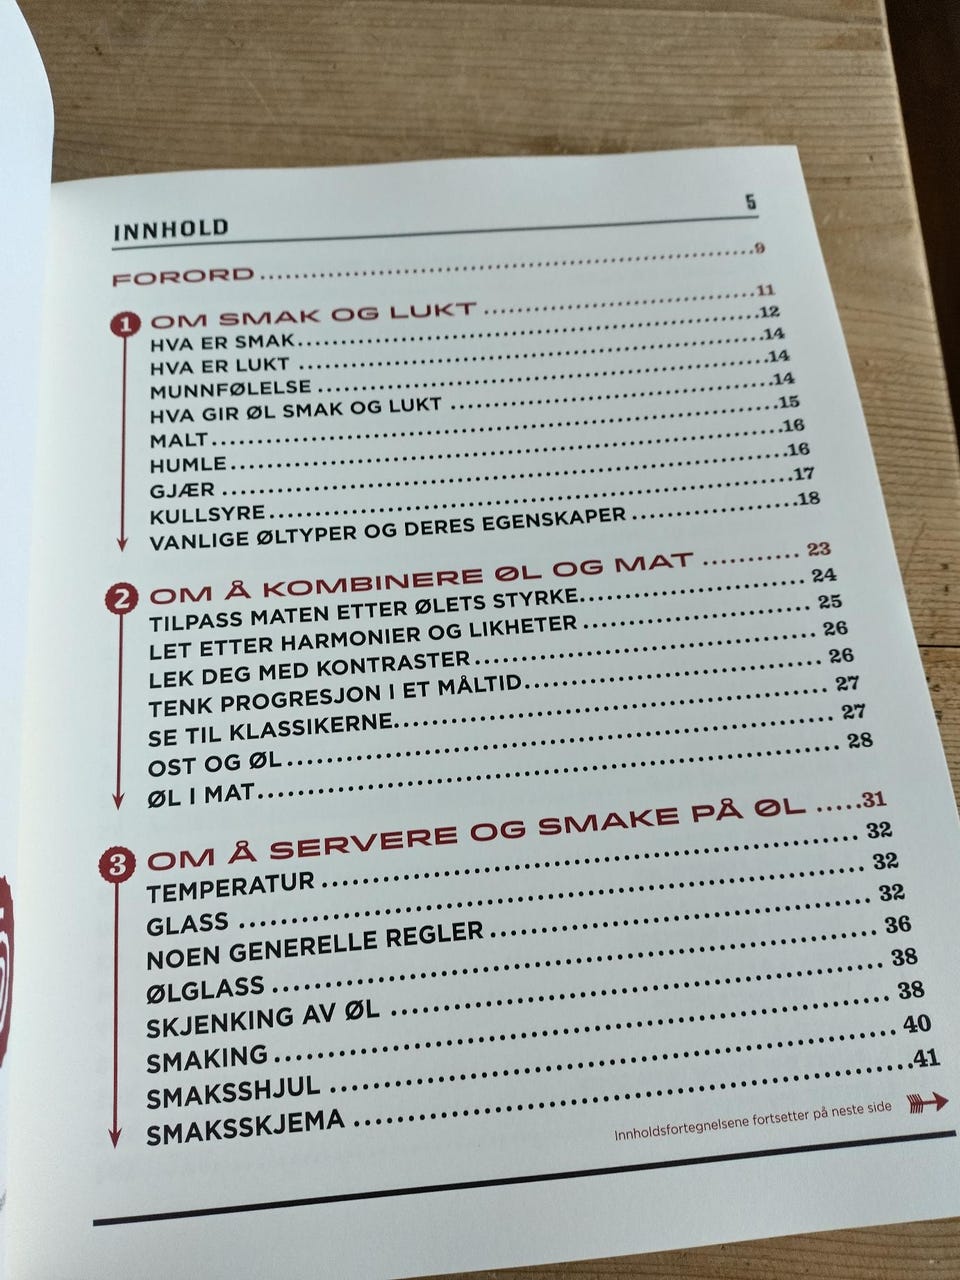 INNHOLD 5
FORORD ..... 9
1 OM SMAK OG LUKT ..... 11
HVA ER SMAK ..... 12
HVA ER LUKT ..... 14
MUNNFØLELSE ..... 14
HVA GIR ØL SMAK OG LUKT ..... 14
MALT ..... 15
HUMLE ..... 16
GJÆR ..... 16
KULLSYRE ..... 17
VANLIGE ØLTYPER OG DERES EGENSKAPER ..... 18
2 OM Å KOMBINERE ØL OG MAT ..... 23
TILPASS MATEN ETTER ØLETS STYRKE ..... 24
LET ETTER HARMONIER OG LIKHETER ..... 25
LEK DEG MED KONTRASTER ..... 26
TENK PROGRESJON I ET MÅLTID ..... 26
SE TIL KLASSIKERNE ..... 27
OST OG ØL ..... 27
ØL I MAT ..... 28
3 OM Å SERVERE OG SMAKE PÅ ØL ..... 31
TEMPERATUR ..... 32
GLASS ..... 32
NOEN GENERELLE REGLER ..... 32
ØLGLASS ..... 36
SKJENKING AV ØL ..... 38
SMAKING ..... 38
SMAKSSHJUL ..... 40
SMAKSSKJEMA ..... 41
Innholdsfortegnelsene fortsetter på neste side